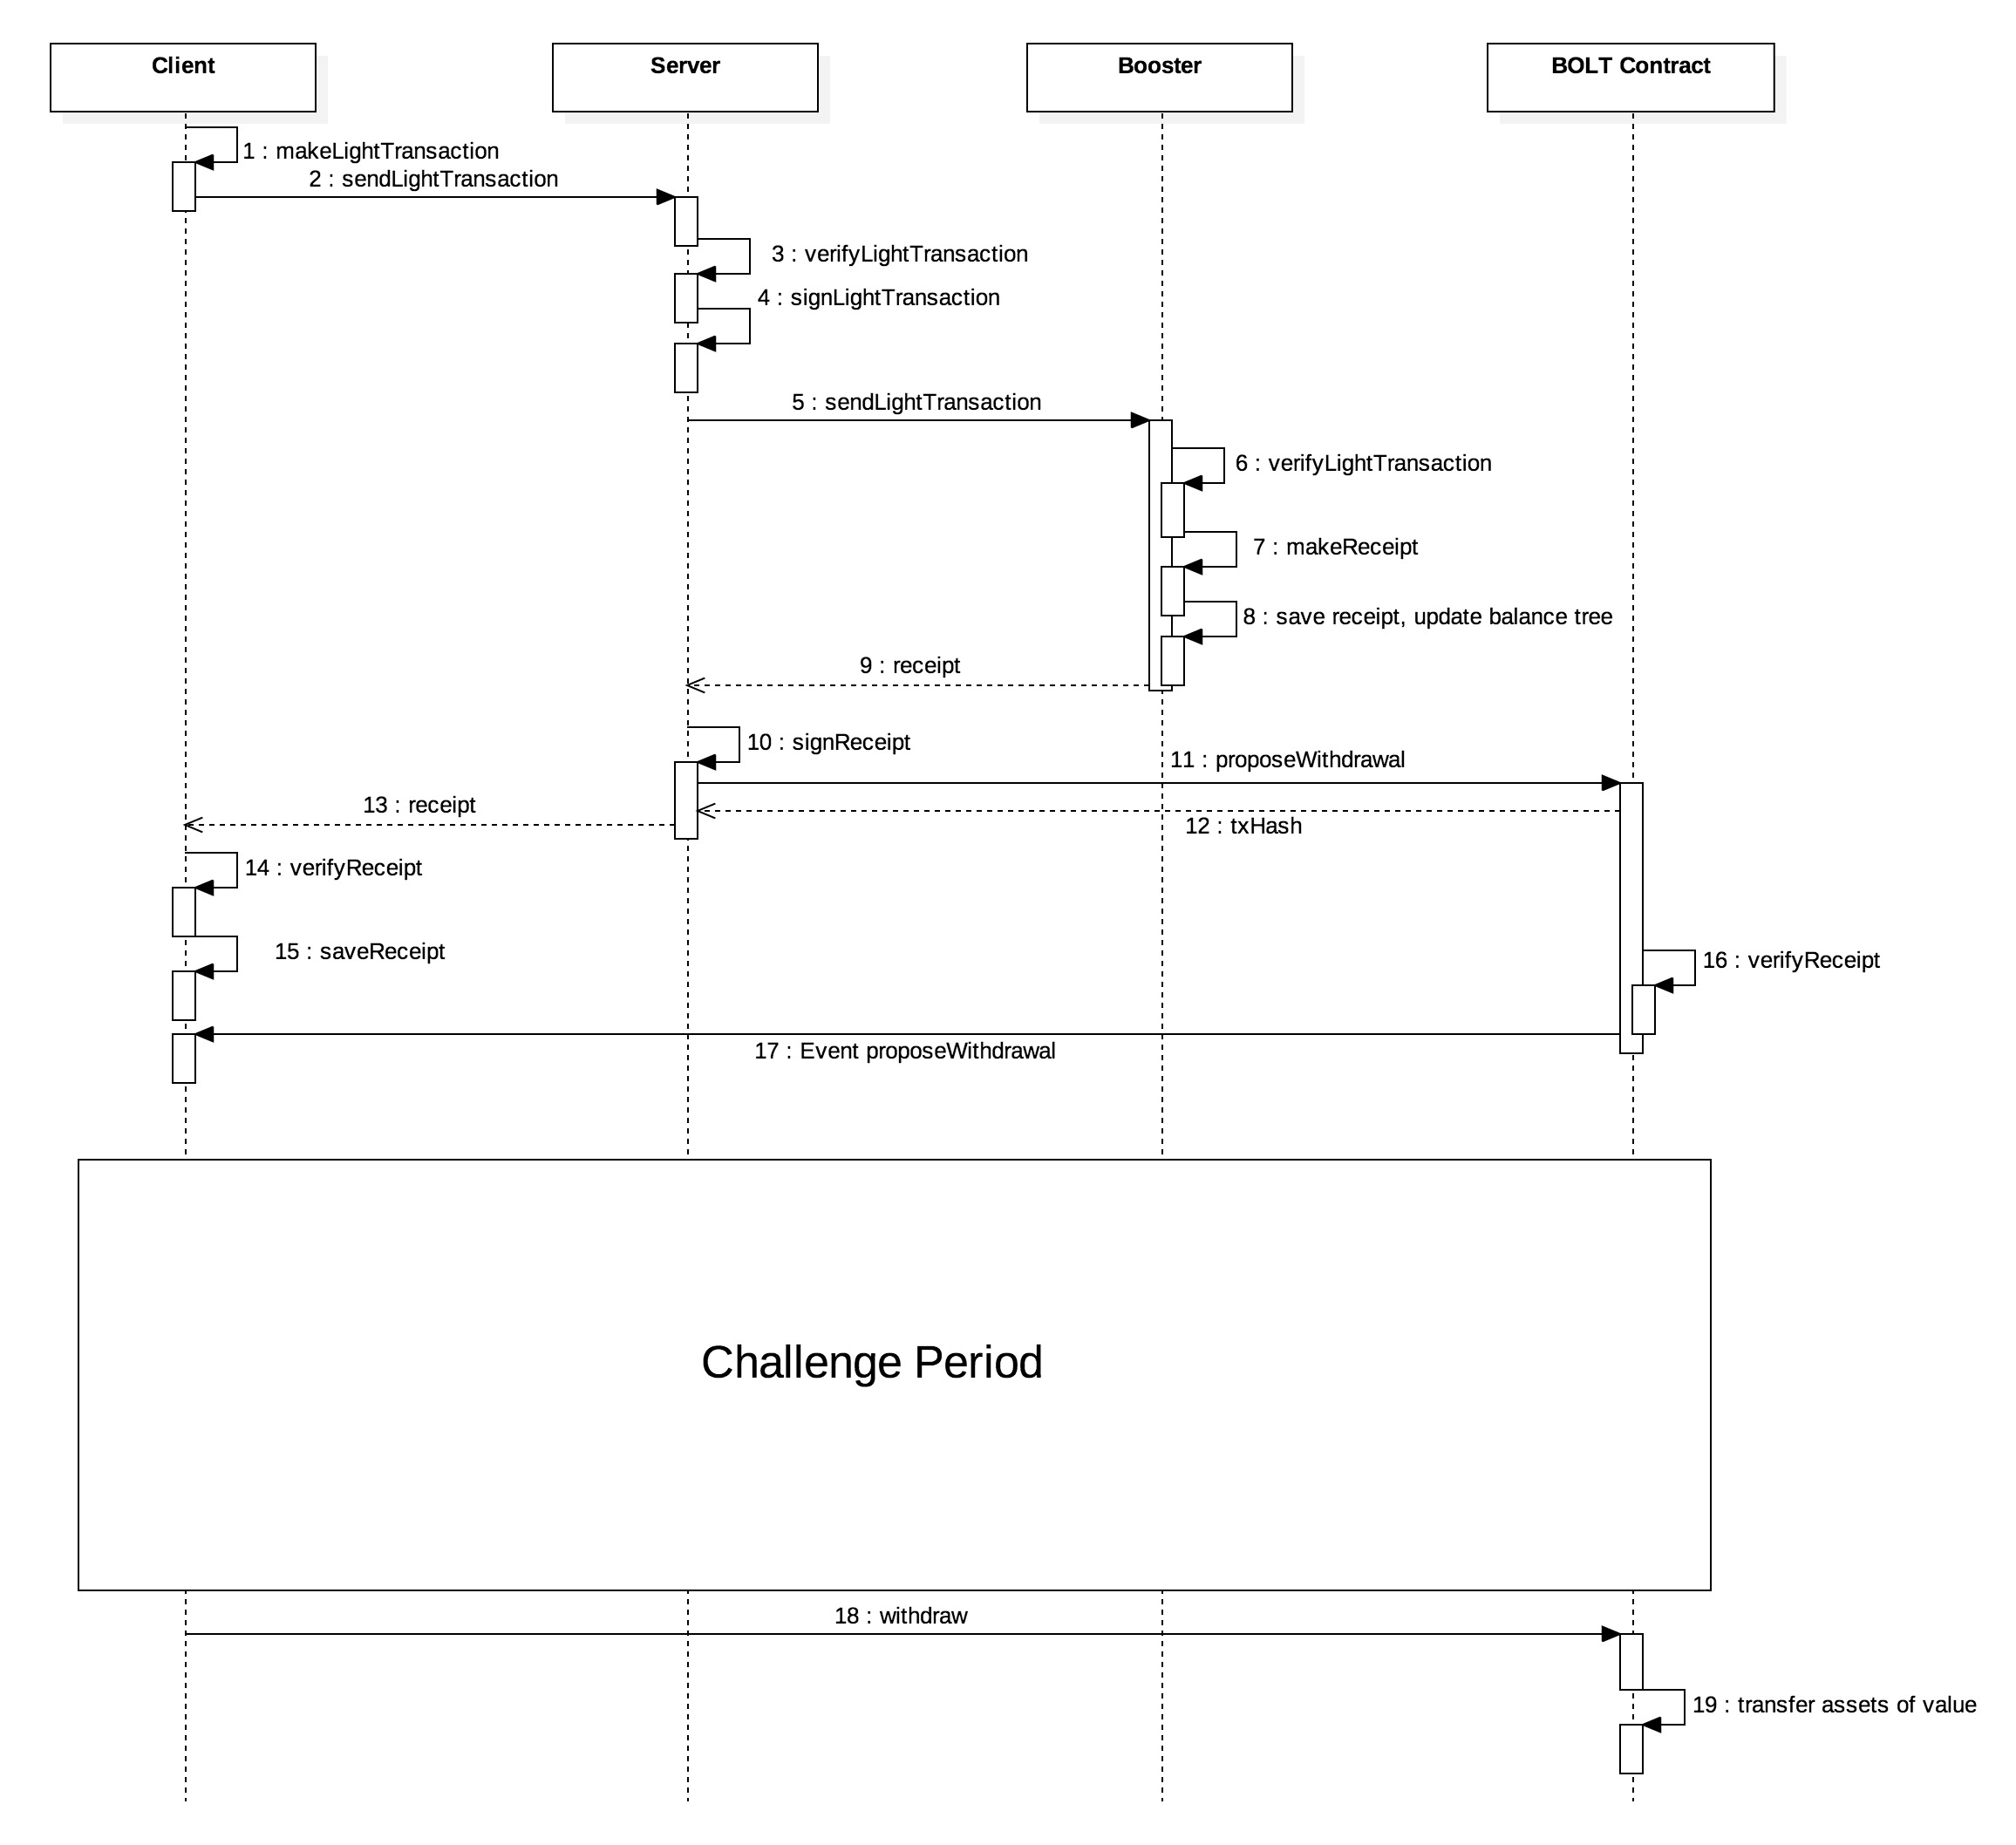 Client
Server
Booster
BOLT Contract
1 : makeLightTransaction
2 : sendLightTransaction
3 : verifyLightTransaction
4 : signLightTransaction
5 : sendLightTransaction
6 : verifyLightTransaction
7 : makeReceipt
8 : save receipt, update balance tree
9 : receipt
10 : signReceipt
11 : proposeWithdrawal
13 : receipt
12 : txHash
14 : verifyReceipt
15 : saveReceipt
16 : verifyReceipt
17 : Event proposeWithdrawal
Challenge Period
18 : withdraw
19 : transfer assets of value